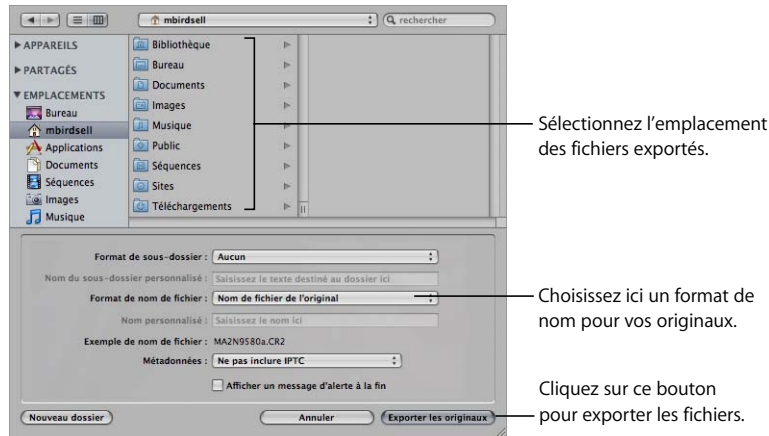 mbirdsell
rechercher
APPAREILS
PARTAGÉS
EMPLACEMENTS
Bureau
mbirdsell
Applications
Documents
Séquences
Images
Musique
Bibliothèque
Bureau
Documents
Images
Musique
Public
Séquences
Sites
Téléchargements
Sélectionnez l'emplacement
des fichiers exportés.
Format de sous-dossier : Aucun
Nom du sous-dossier personnalisé : Saisissez le texte destiné au dossier ici
Format de nom de fichier : Nom de fichier de l'original
Choisissez ici un format de
nom pour vos originaux.
Nom personnalisé : Saisissez le nom ici
Exemple de nom de fichier : MA2N9580a.CR2
Métadonnées : Ne pas inclure IPTC
Afficher un message d'alerte à la fin
Nouveau dossier
Annuler
Exporter les originaux
Cliquez sur ce bouton
pour exporter les fichiers.